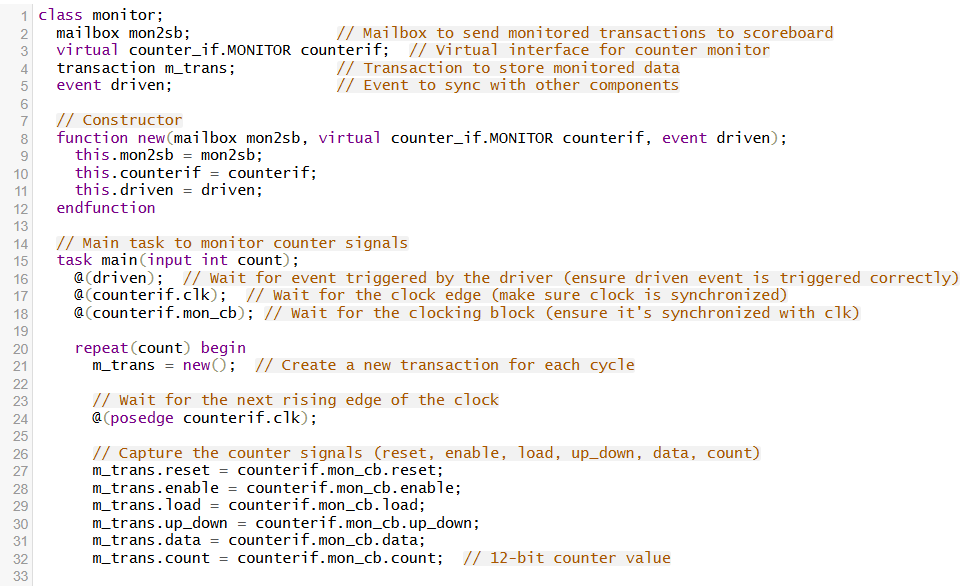 1 class monitor;
2 mailbox mon2sb; // Mailbox to send monitored transactions to scoreboard
3 virtual counter_if.MONITOR counterif; // Virtual interface for counter monitor
4 transaction m_trans; // Transaction to store monitored data
5 event driven; // Event to sync with other components
6
7 // Constructor
8 function new(mailbox mon2sb, virtual counter_if.MONITOR counterif, event driven);
9 this.mon2sb = mon2sb;
10 this.counterif = counterif;
11 this.driven = driven;
12 endfunction
13
14 // Main task to monitor counter signals
15 task main(input int count);
16 @(driven); // Wait for event triggered by the driver (ensure driven event is triggered correctly)
17 @(counterif.clk); // Wait for the clock edge (make sure clock is synchronized)
18 @(counterif.mon_cb); // Wait for the clocking block (ensure it's synchronized with clk)
19
20 repeat(count) begin
21 m_trans = new(); // Create a new transaction for each cycle
22
23 // Wait for the next rising edge of the clock
24 @(posedge counterif.clk);
25
26 // Capture the counter signals (reset, enable, load, up_down, data, count)
27 m_trans.reset = counterif.mon_cb.reset;
28 m_trans.enable = counterif.mon_cb.enable;
29 m_trans.load = counterif.mon_cb.load;
30 m_trans.up_down = counterif.mon_cb.up_down;
31 m_trans.data = counterif.mon_cb.data;
32 m_trans.count = counterif.mon_cb.count; // 12-bit counter value
33